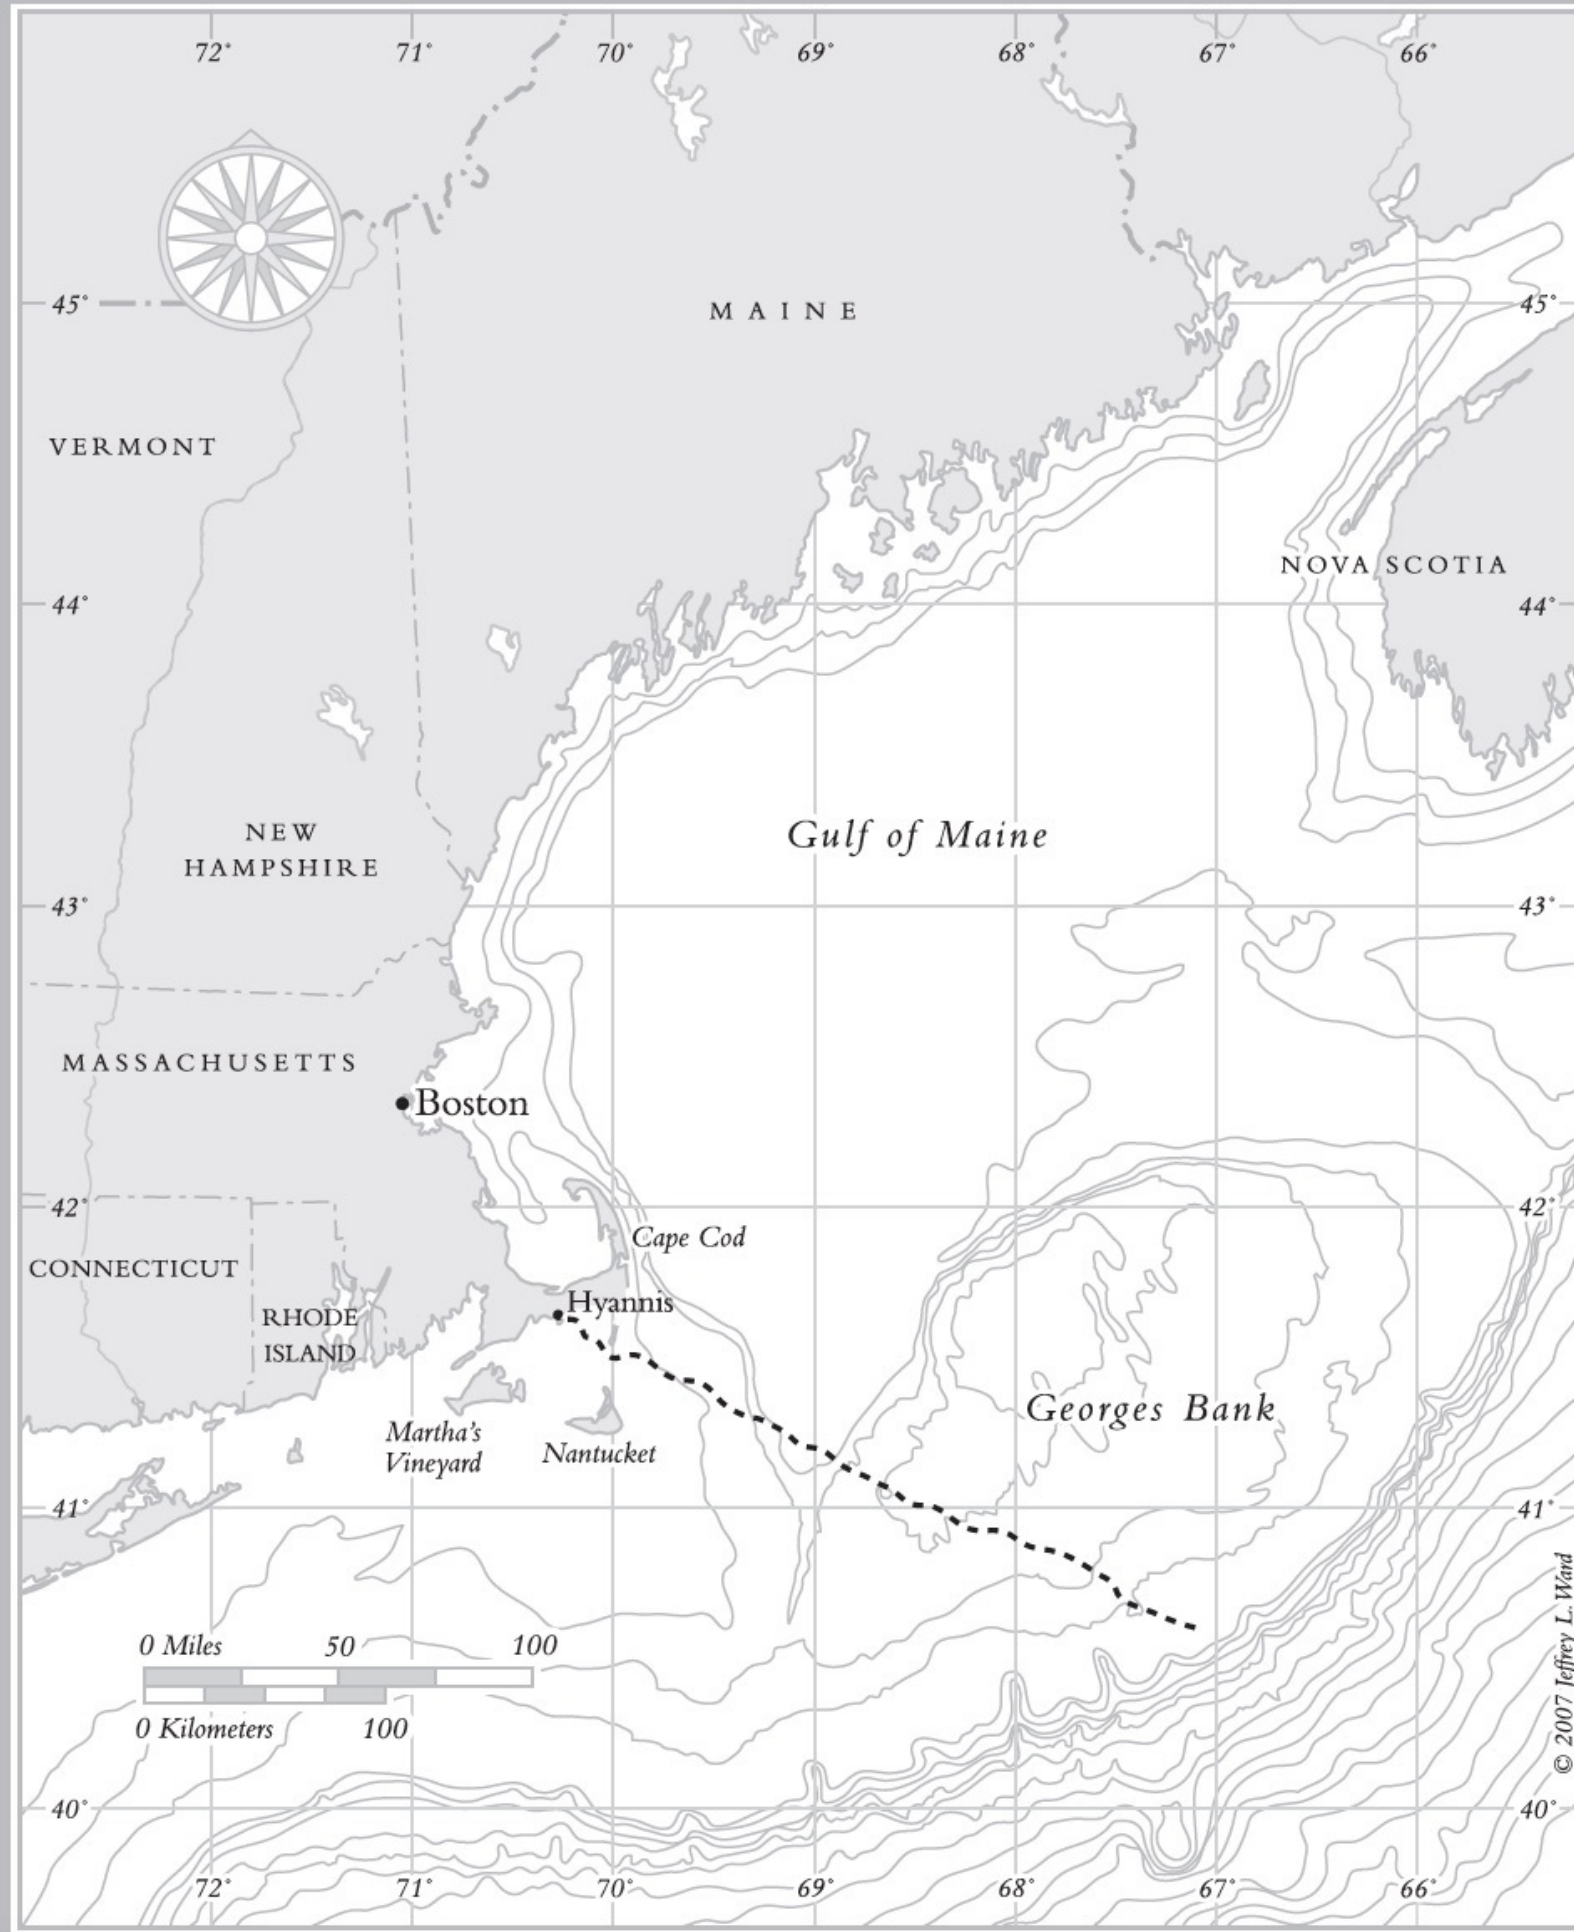 72° 71° 70° 69° 68° 67° 66°
45° 45°
MAINE
VERMONT
NOVA SCOTIA
44° 44°
NEW
HAMPSHIRE
Gulf of Maine
43° 43°
MASSACHUSETTS
Boston
42° 42°
Cape Cod
CONNECTICUT
Hyannis
RHODE
ISLAND
Georges Bank
Martha's
Vineyard
Nantucket
41° 41°
0 Miles 50 100
0 Kilometers 100
© 2007 Jeffrey L. Ward
40° 40°
72° 71° 70° 69° 68° 67° 66°